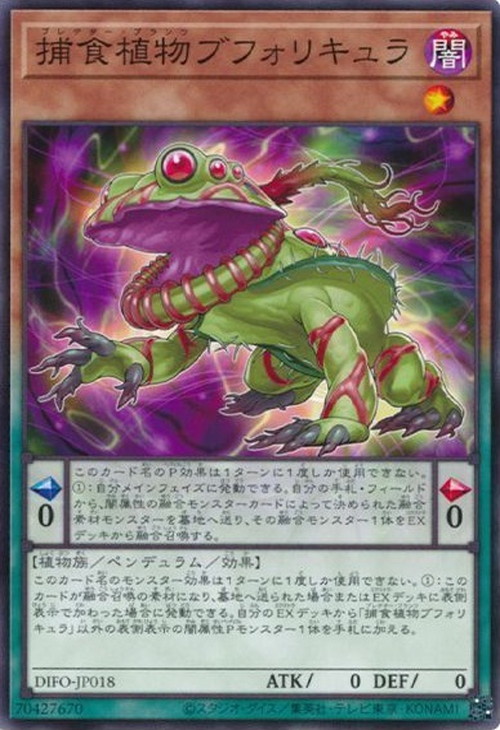 プレデター・プランツ
捕食植物ブフォリキュラ
やみ
闇
このカード名のP効果は1ターンに1度しか使用できない。
①:自分メインフェイズに発動できる。自分の手札・フィールド
から、闇属性の融合モンスターカードによって決められた融合
素材モンスターを墓地へ送り、その融合モンスター1体をEX
デッキから融合召喚する。
0
0
【植物族/ペンデュラム/効果】
このカード名のモンスター効果は1ターンに1度しか使用できない。①:この
カードが融合召喚の素材になり、墓地へ送られた場合またはEXデッキに表側
表示で加わった場合に発動できる。自分のEXデッキから「捕食植物ブフォリキ
ュラ」以外の表側表示の闇属性Pモンスター1体を手札に加える。
DIFO-JP018 ATK/ 0 DEF/ 0
70427670 ©スタジオ・ダイス/集英社・テレビ東京・KONAMI